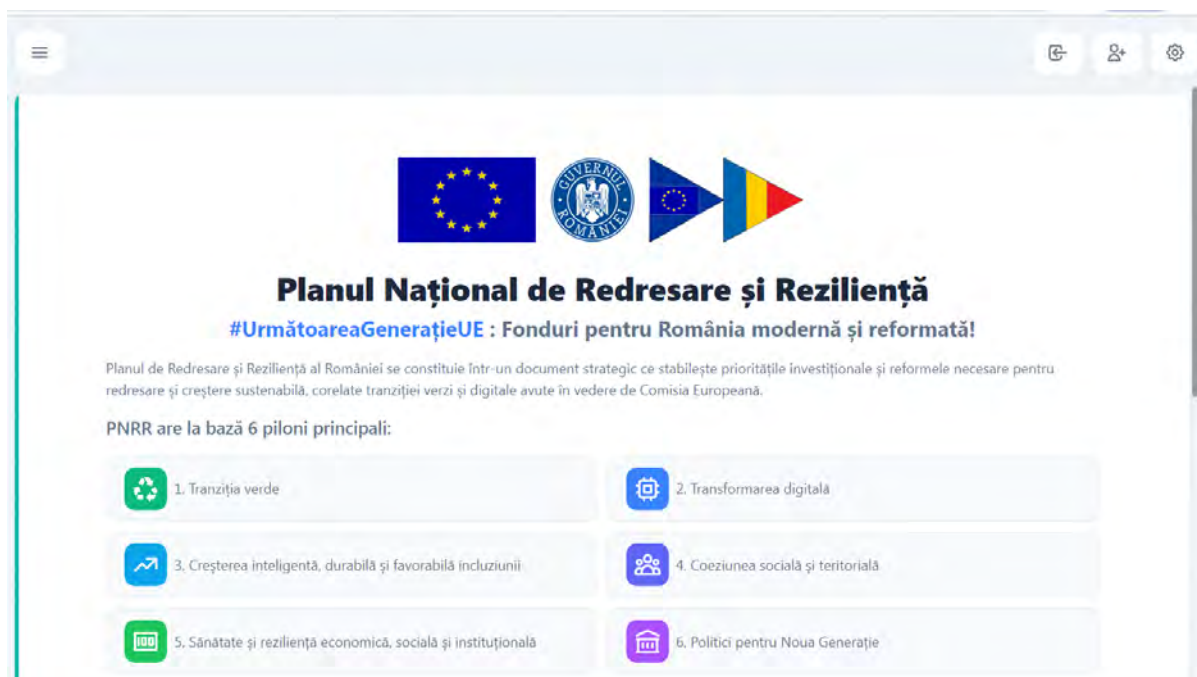 GUVERNUL ROMÂNIEI
Planul Național de Redresare și Reziliență
#UrmătoareaGenerațieUE : Fonduri pentru România modernă și reformată!
Planul de Redresare și Reziliență al României se constituie într-un document strategic ce stabilește prioritățile investiționale și reformele necesare pentru
redresare și creștere sustenabilă, corelate tranziției verzi și digitale avute în vedere de Comisia Europeană.
PNRR are la bază 6 piloni principali:
1. Tranziția verde
2. Transformarea digitală
3. Creșterea inteligentă, durabilă și favorabilă incluziunii
4. Coeziunea socială și teritorială
5. Sănătate și reziliență economică, socială și instituțională
6. Politici pentru Noua Generație